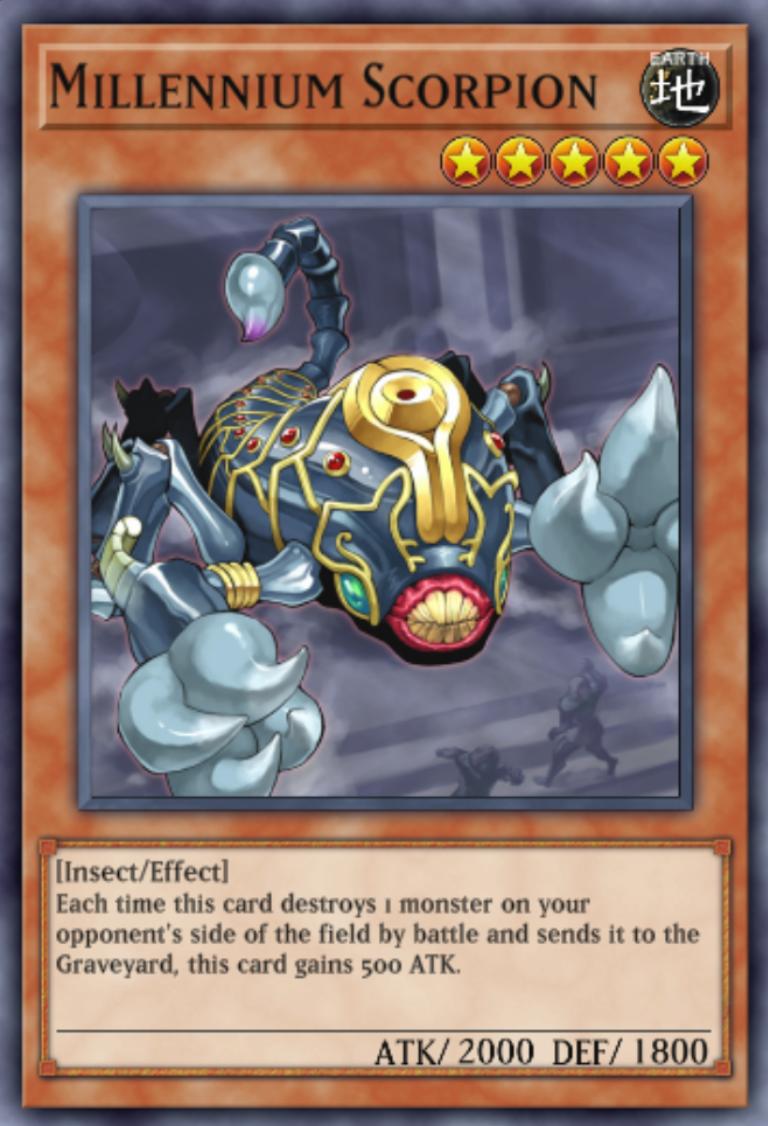 MILLENNIUM SCORPION
EARTH
地
[Insect/Effect]
Each time this card destroys 1 monster on your
opponent's side of the field by battle and sends it to the
Graveyard, this card gains 500 ATK.
ATK/ 2000 DEF/ 1800